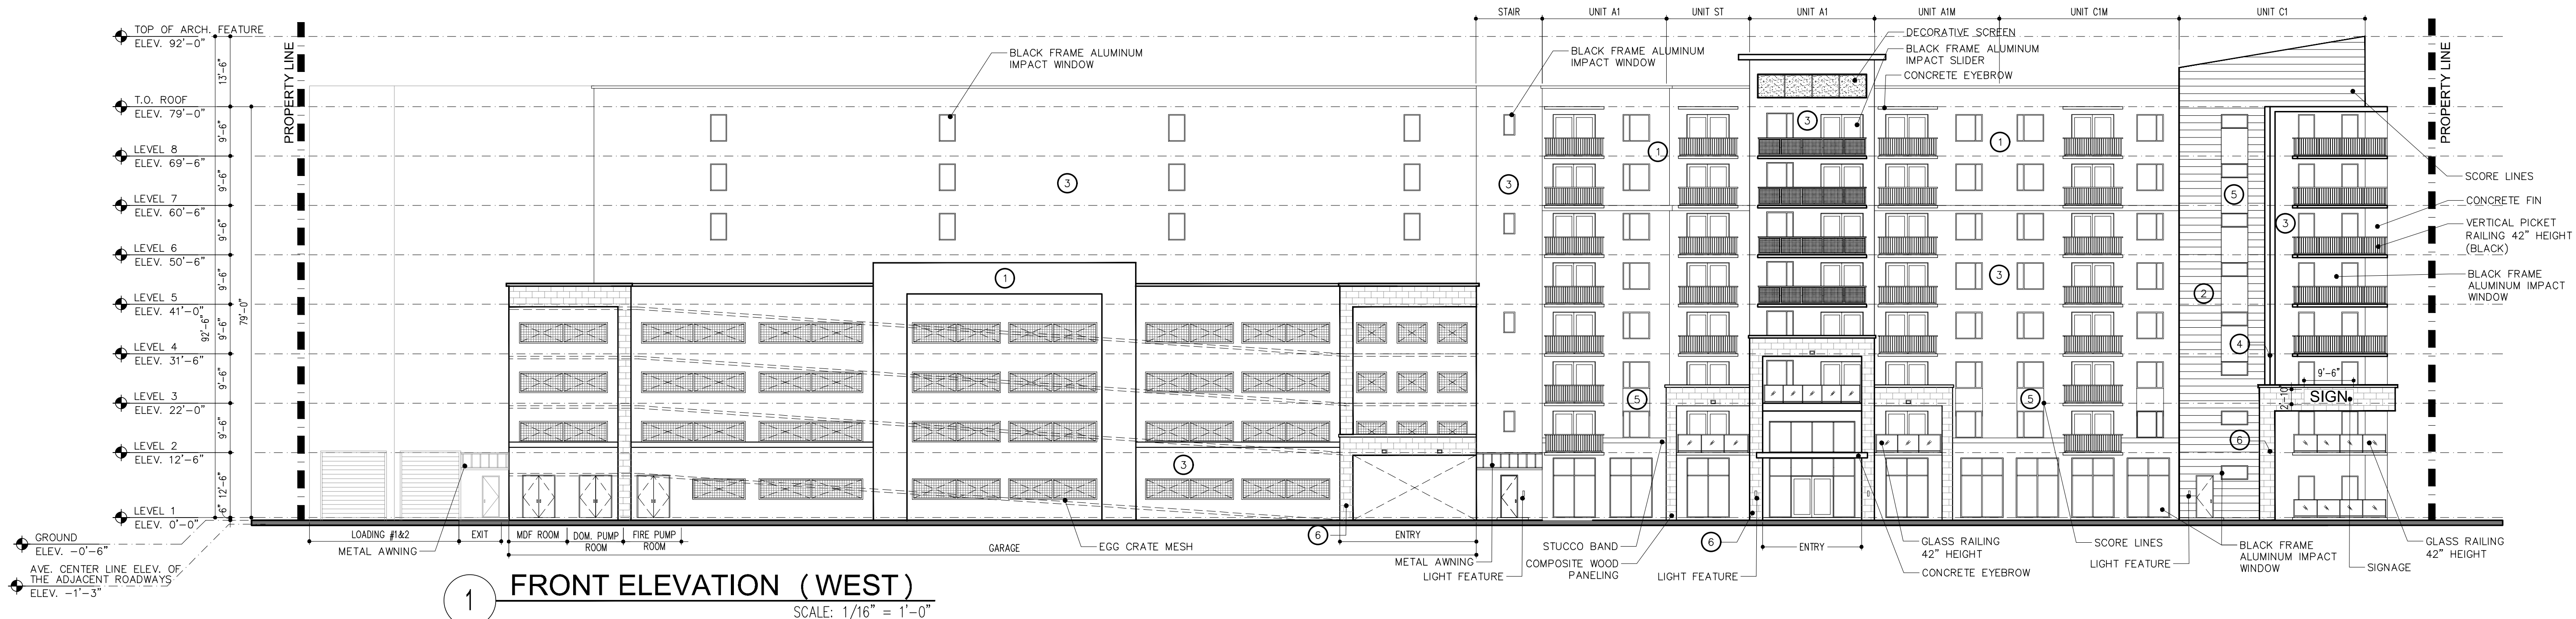 TOP OF ARCH. FEATURE
ELEV. 92'-0"
T.O. ROOF
ELEV. 79'-0"
LEVEL 8
ELEV. 69'-6"
LEVEL 7
ELEV. 60'-6"
LEVEL 6
ELEV. 50'-6"
LEVEL 5
ELEV. 41'-0"
LEVEL 4
ELEV. 31'-6"
LEVEL 3
ELEV. 22'-0"
LEVEL 2
ELEV. 12'-6"
LEVEL 1
ELEV. 0'-0"
GROUND
ELEV. -0'-6"
AVE. CENTER LINE ELEV. OF
THE ADJACENT ROADWAYS
ELEV. -1'-3"
13'-6"
9'-6"
9'-6"
9'-6"
9'-6"
9'-6"
9'-6"
9'-6"
12'-6"
6"
92'-6"
79'-0"
PROPERTY LINE
BLACK FRAME ALUMINUM
IMPACT WINDOW
BLACK FRAME ALUMINUM
IMPACT WINDOW
STAIR
UNIT A1
UNIT ST
UNIT A1
UNIT A1M
UNIT C1M
UNIT C1
DECORATIVE SCREEN
BLACK FRAME ALUMINUM
IMPACT SLIDER
CONCRETE EYEBROW
PROPERTY LINE
SCORE LINES
CONCRETE FIN
VERTICAL PICKET
RAILING 42" HEIGHT
(BLACK)
BLACK FRAME
ALUMINUM IMPACT
WINDOW
3
3
1
3
1
5
3
1
3
2
4
9'-6"
2'-10"
SIGN
5
5
6
3
6
6
LOADING #1&2
EXIT
MDF ROOM
DOM. PUMP
ROOM
FIRE PUMP
ROOM
GARAGE
ENTRY
METAL AWNING
EGG CRATE MESH
METAL AWNING
LIGHT FEATURE
STUCCO BAND
COMPOSITE WOOD
PANELING
LIGHT FEATURE
ENTRY
GLASS RAILING
42" HEIGHT
CONCRETE EYEBROW
SCORE LINES
LIGHT FEATURE
BLACK FRAME
ALUMINUM IMPACT
WINDOW
SIGNAGE
GLASS RAILING
42" HEIGHT
1
FRONT ELEVATION (WEST)
SCALE: 1/16" = 1'-0"